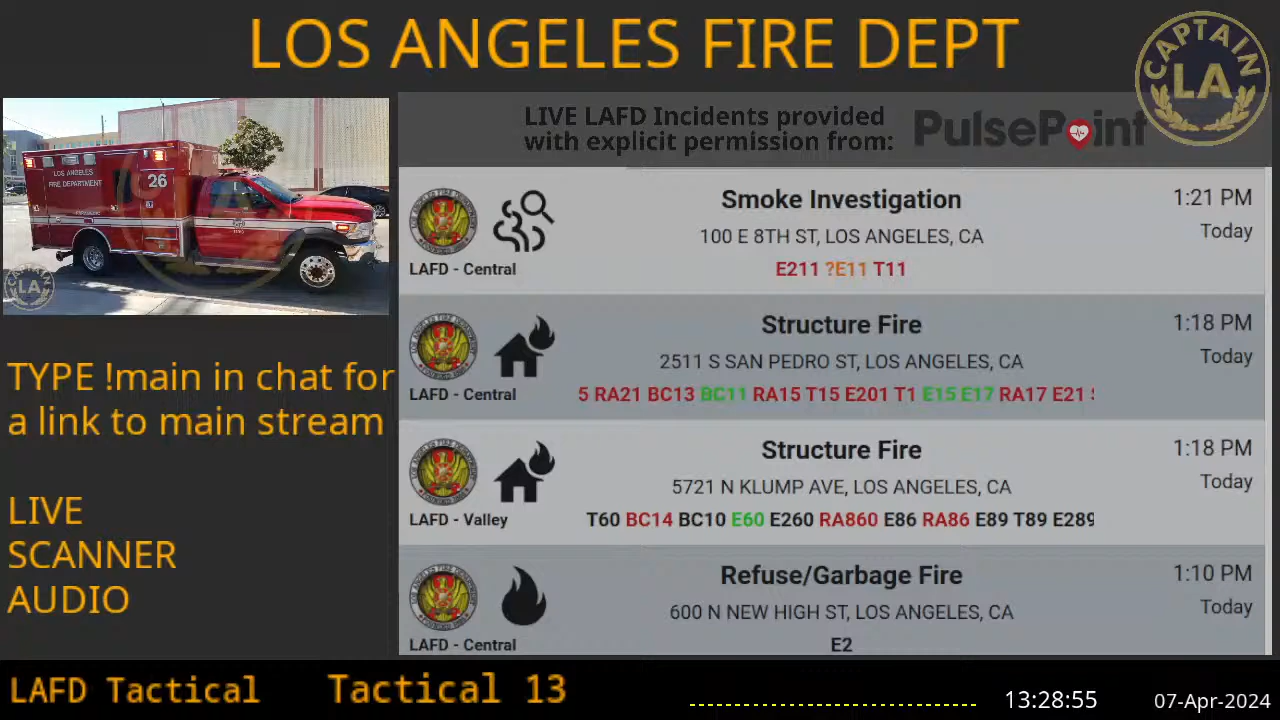 LOS ANGELES FIRE DEPT
CAPTAIN
LA
LIVE LAFD Incidents provided
with explicit permission from:
PulsePoint
LOS ANGELES
FIRE DEPARTMENT
26
CAPTAIN
LA
Smoke Investigation
1:21 PM
100 E 8TH ST, LOS ANGELES, CA
Today
LAFD - Central
E211 ?E11 T11
Structure Fire
1:18 PM
2511 S SAN PEDRO ST, LOS ANGELES, CA
Today
LAFD - Central
5 RA21 BC13 BC11 RA15 T15 E201 T1 E15 E17 RA17 E21
Structure Fire
1:18 PM
5721 N KLUMP AVE, LOS ANGELES, CA
Today
LAFD - Valley
T60 BC14 BC10 E60 E260 RA860 E86 RA86 E89 T89 E289
Refuse/Garbage Fire
1:10 PM
600 N NEW HIGH ST, LOS ANGELES, CA
Today
LAFD - Central
E2
TYPE !main in chat for
a link to main stream
LIVE
SCANNER
AUDIO
LAFD Tactical
Tactical 13
13:28:55
07-Apr-2024